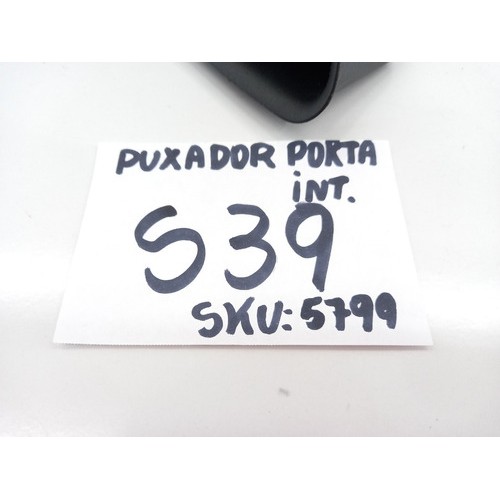 PUXADOR PORTA
INT.
S39
SKU: 5799